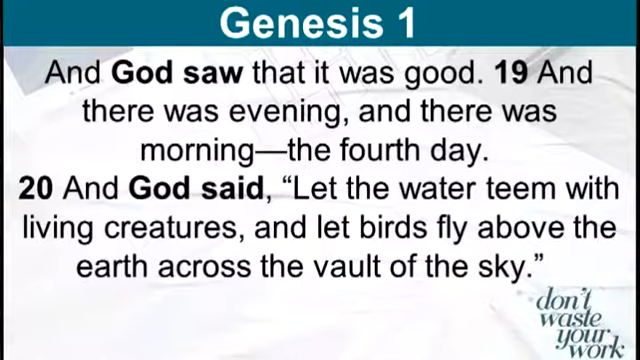 Genesis 1
And God saw that it was good. 19 And
there was evening, and there was
morning—the fourth day.
20 And God said, “Let the water teem with
living creatures, and let birds fly above the
earth across the vault of the sky.”
don't
waste
your
work